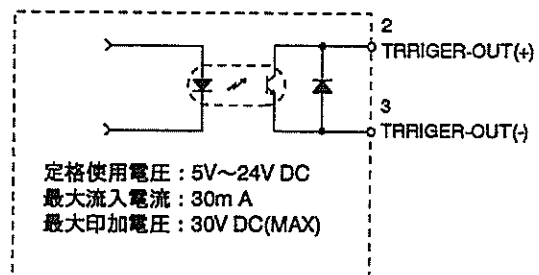 2
TRRIGER-OUT(+)
3
TRRIGER-OUT(-)
定格使用電圧：5V～24V DC
最大流入電流：30m A
最大印加電圧：30V DC(MAX)